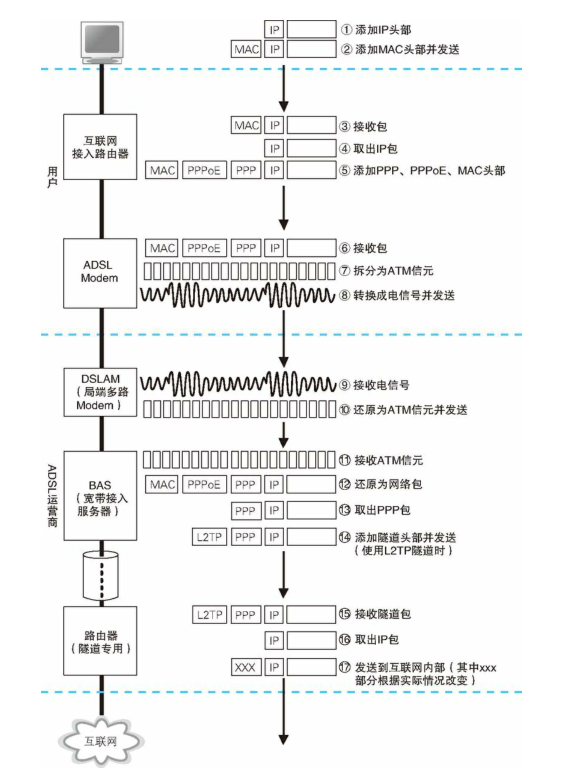 IP ① 添加IP头部
MAC IP ② 添加MAC头部并发送
用户
互联网
接入路由器
MAC IP ③ 接收包
IP ④ 取出IP包
MAC PPPoE PPP IP ⑤ 添加PPP、PPPoE、MAC头部
ADSL
Modem
MAC PPPoE PPP IP ⑥ 接收包
⑦ 拆分为ATM信元
⑧ 转换成电信号并发送
ADSL运营商
DSLAM
（局端多路
Modem）
⑨ 接收电信号
⑩ 还原为ATM信元并发送
BAS
（宽带接入
服务器）
⑪ 接收ATM信元
MAC PPPoE PPP IP ⑫ 还原为网络包
PPP IP ⑬ 取出PPP包
L2TP PPP IP ⑭ 添加隧道头部并发送
（使用L2TP隧道时）
路由器
（隧道专用）
L2TP PPP IP ⑮ 接收隧道包
IP ⑯ 取出IP包
XXX IP ⑰ 发送到互联网内部（其中xxx
部分根据实际情况改变）
互联网